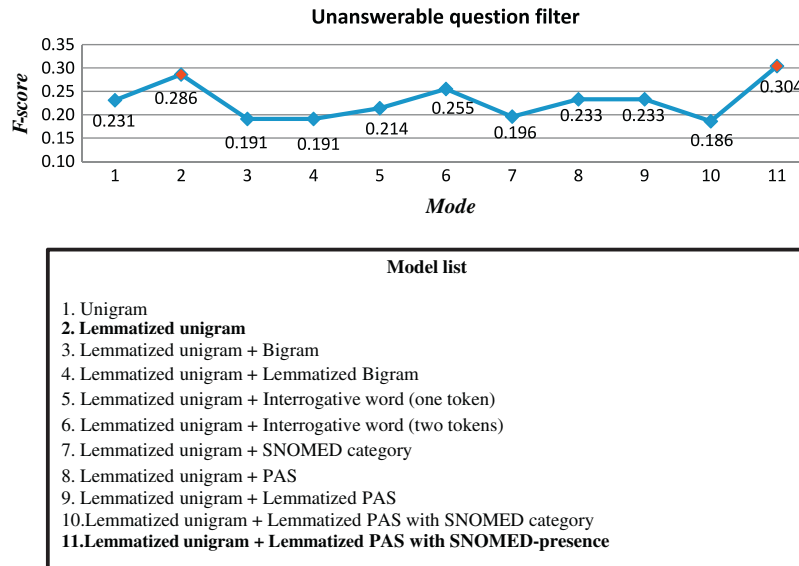 Unanswerable question filter
F-score
0.35
0.30
0.25
0.20
0.15
0.10
0.231
0.286
0.191
0.191
0.214
0.255
0.196
0.233
0.233
0.186
0.304
1 2 3 4 5 6 7 8 9 10 11
Mode
Model list
1. Unigram
2. Lemmatized unigram
3. Lemmatized unigram + Bigram
4. Lemmatized unigram + Lemmatized Bigram
5. Lemmatized unigram + Interrogative word (one token)
6. Lemmatized unigram + Interrogative word (two tokens)
7. Lemmatized unigram + SNOMED category
8. Lemmatized unigram + PAS
9. Lemmatized unigram + Lemmatized PAS
10.Lemmatized unigram + Lemmatized PAS with SNOMED category
11.Lemmatized unigram + Lemmatized PAS with SNOMED-presence